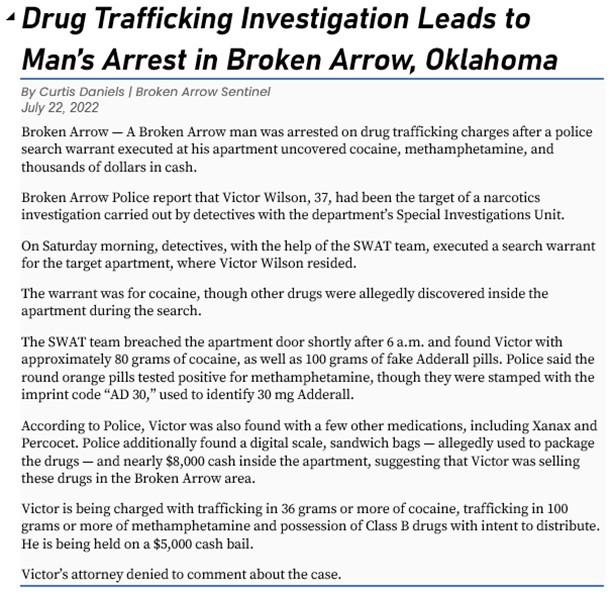 Drug Trafficking Investigation Leads to
Man's Arrest in Broken Arrow, Oklahoma
By Curtis Daniels | Broken Arrow Sentinel
July 22, 2022
Broken Arrow — A Broken Arrow man was arrested on drug trafficking charges after a police
search warrant executed at his apartment uncovered cocaine, methamphetamine, and
thousands of dollars in cash.
Broken Arrow Police report that Victor Wilson, 37, had been the target of a narcotics
investigation carried out by detectives with the department's Special Investigations Unit.
On Saturday morning, detectives, with the help of the SWAT team, executed a search warrant
for the target apartment, where Victor Wilson resided.
The warrant was for cocaine, though other drugs were allegedly discovered inside the
apartment during the search.
The SWAT team breached the apartment door shortly after 6 a.m. and found Victor with
approximately 80 grams of cocaine, as well as 100 grams of fake Adderall pills. Police said the
round orange pills tested positive for methamphetamine, though they were stamped with the
imprint code “AD 30,” used to identify 30 mg Adderall.
According to Police, Victor was also found with a few other medications, including Xanax and
Percocet. Police additionally found a digital scale, sandwich bags — allegedly used to package
the drugs — and nearly $8,000 cash inside the apartment, suggesting that Victor was selling
these drugs in the Broken Arrow area.
Victor is being charged with trafficking in 36 grams or more of cocaine, trafficking in 100
grams or more of methamphetamine and possession of Class B drugs with intent to distribute.
He is being held on a $5,000 cash bail.
Victor's attorney denied to comment about the case.